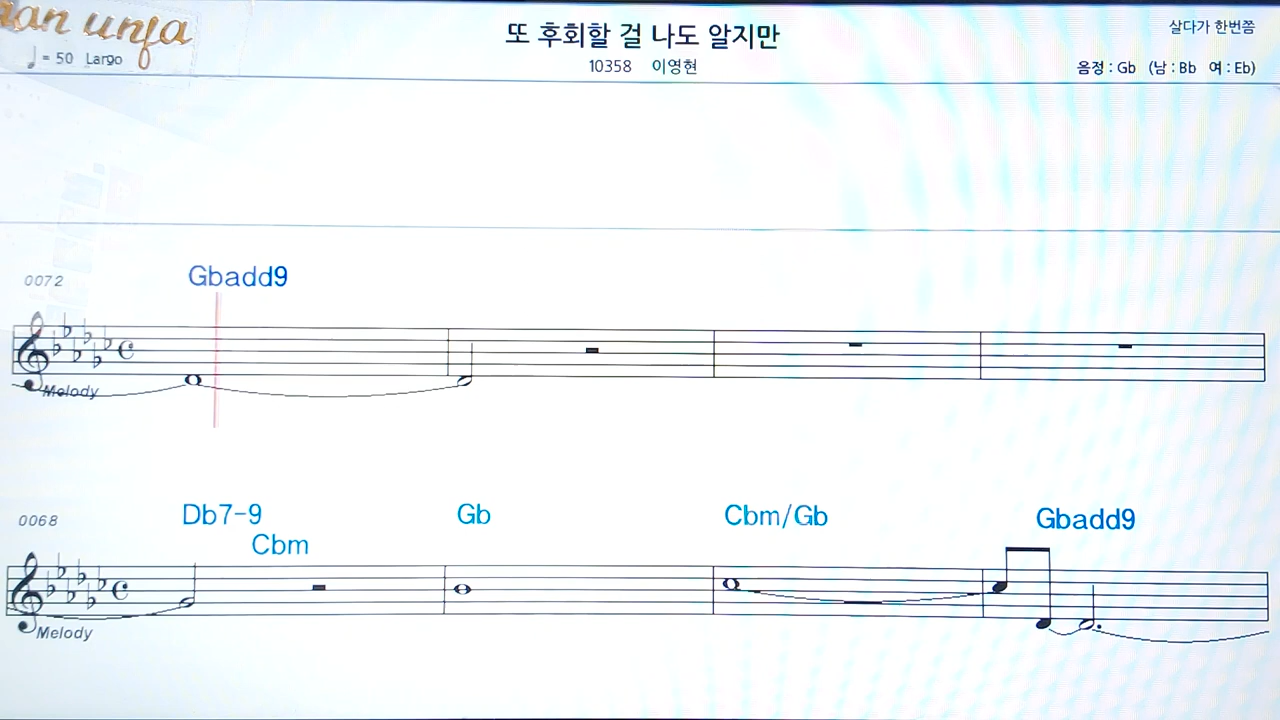 또 후회할 걸 나도 알지만
살다가 한번쯤
♩ = 50 Largo
10358 이영현
음정 : Gb (남 : Bb 여 : Eb)
0072
Gbadd9
Melody
0068
Db7-9
Gb
Cbm/Gb
Gbadd9
Cbm
Melody